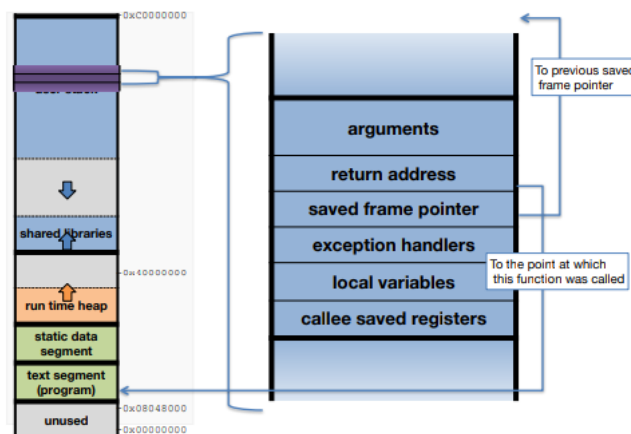 0xC0000000
user stack
shared libraries
0x40000000
run time heap
static data
segment
text segment
(program)
0x08048000
unused
0x00000000
arguments
return address
saved frame pointer
exception handlers
local variables
callee saved registers
To previous saved
frame pointer
To the point at which
this function was called